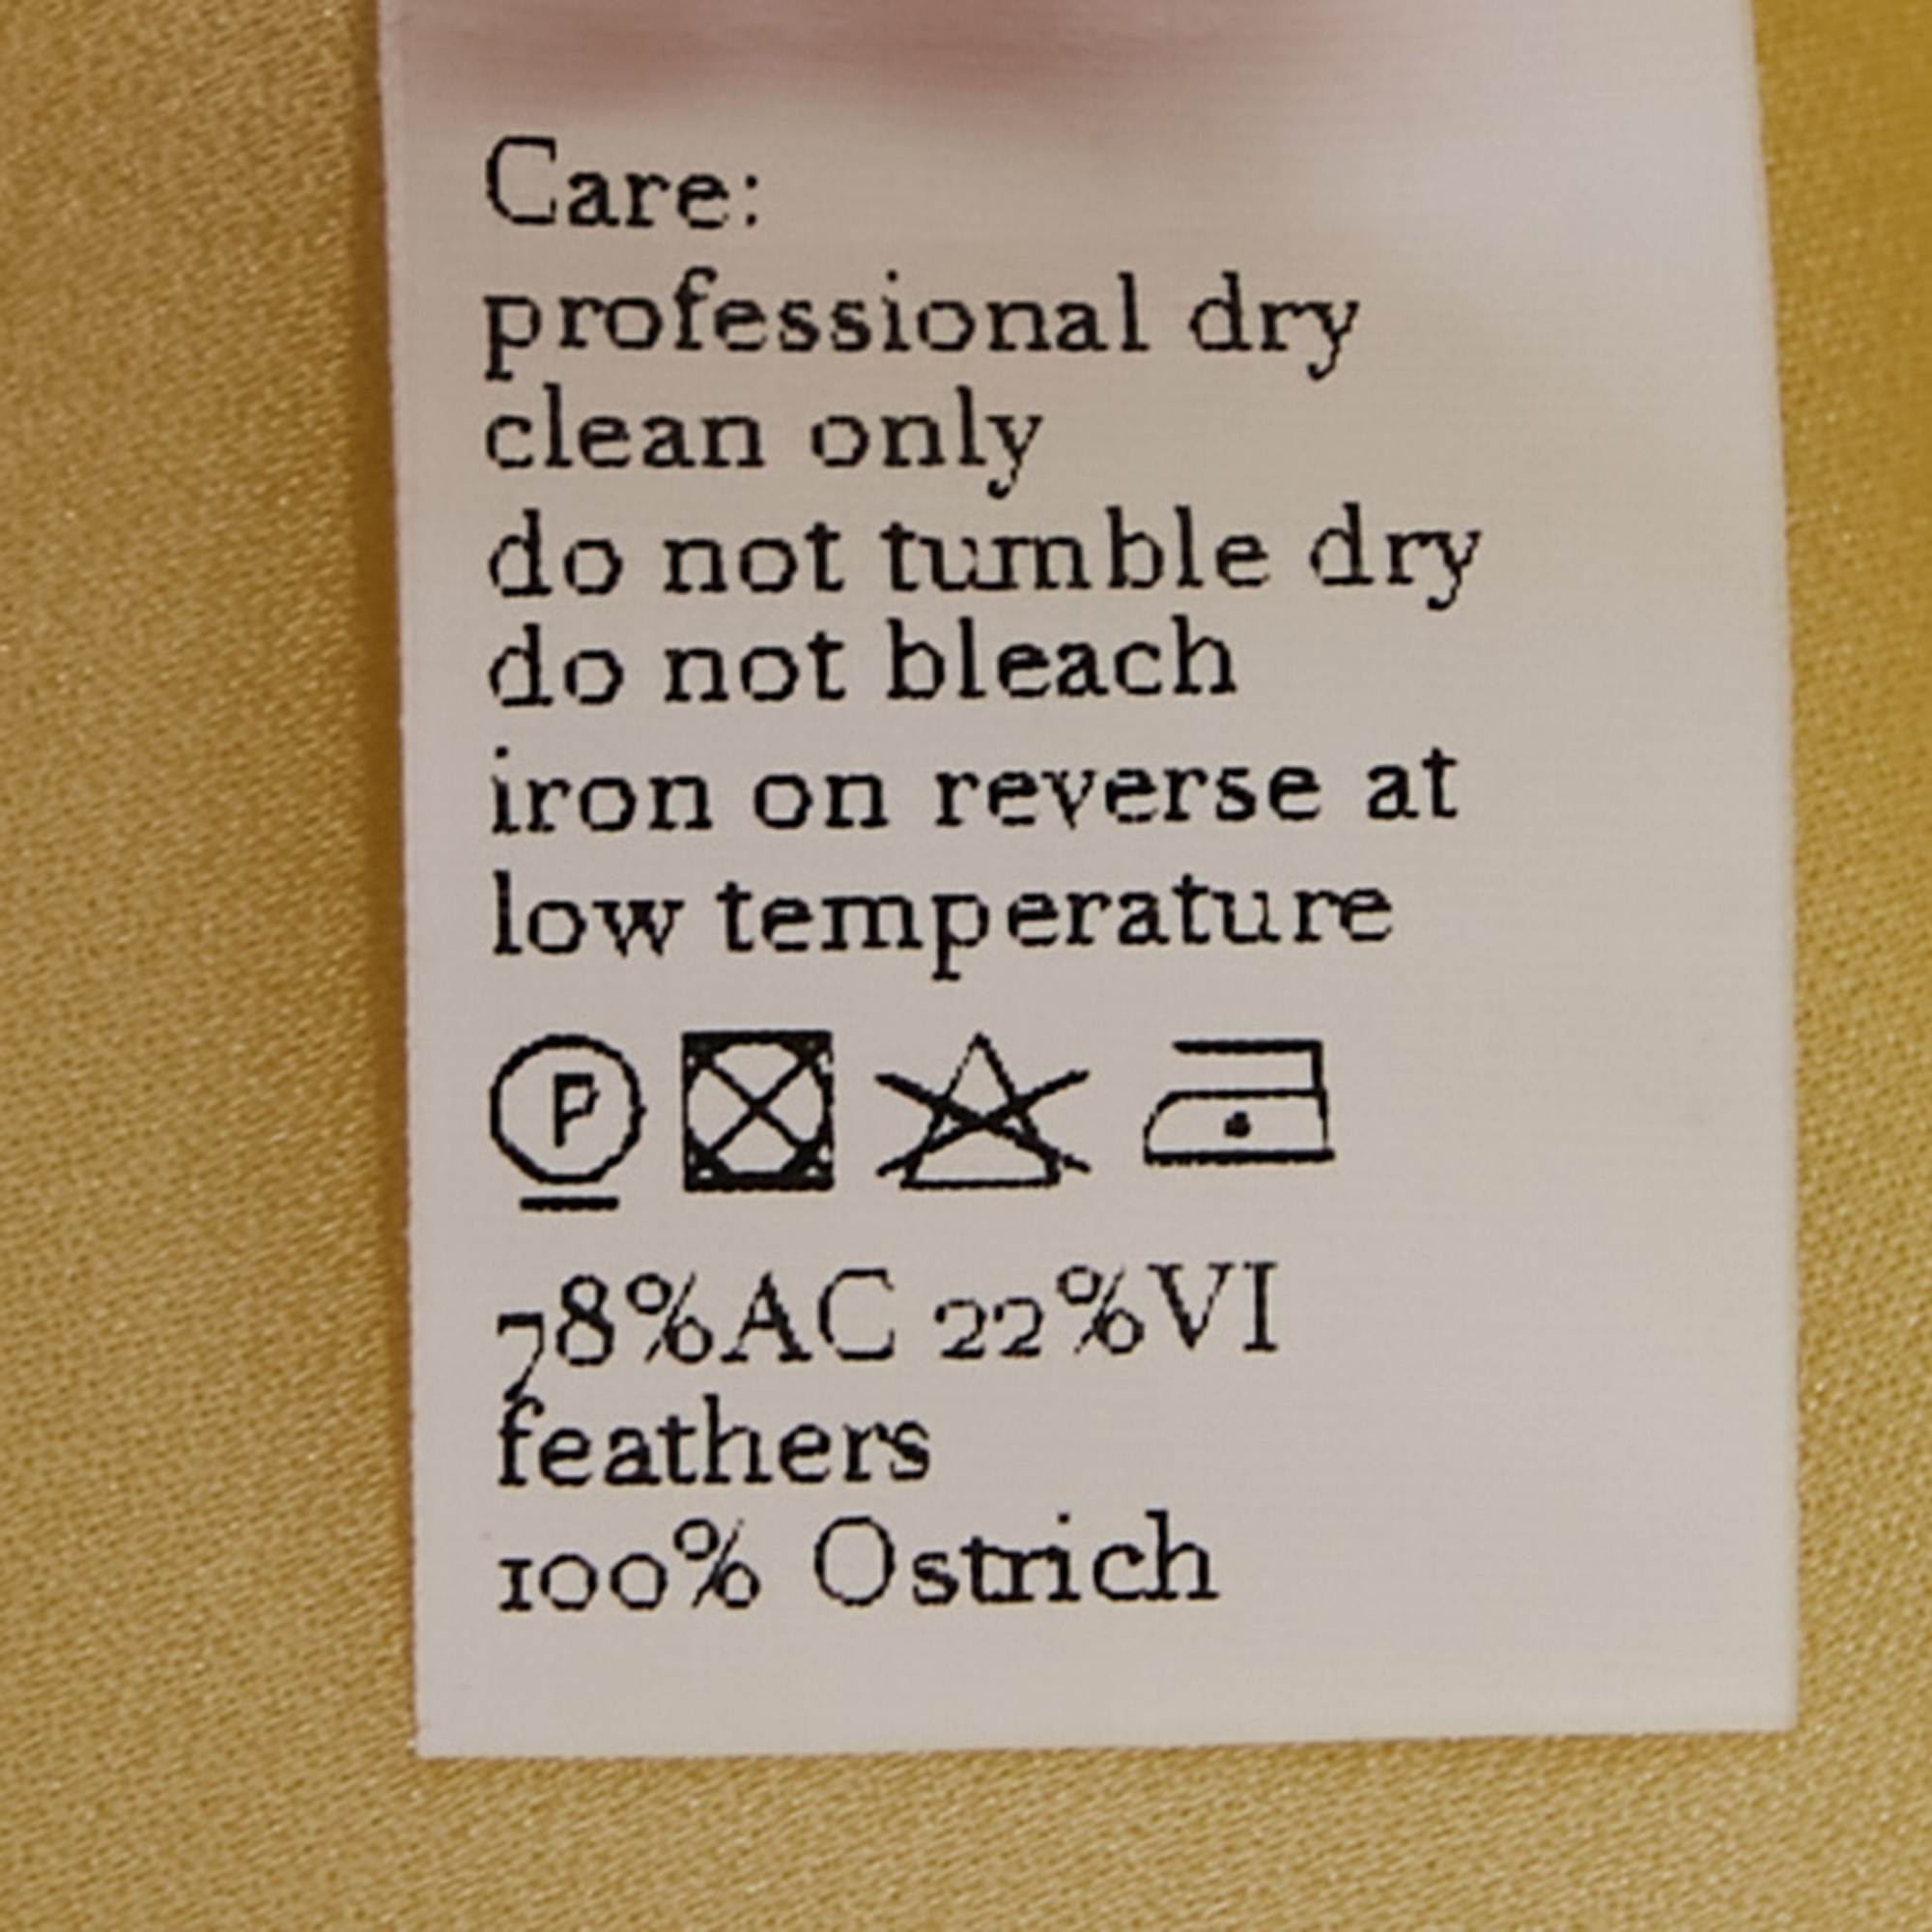 Care:
professional dry
clean only
do not tumble dry
do not bleach
iron on reverse at
low temperature
P
78%AC 22%VI
feathers
100% Ostrich